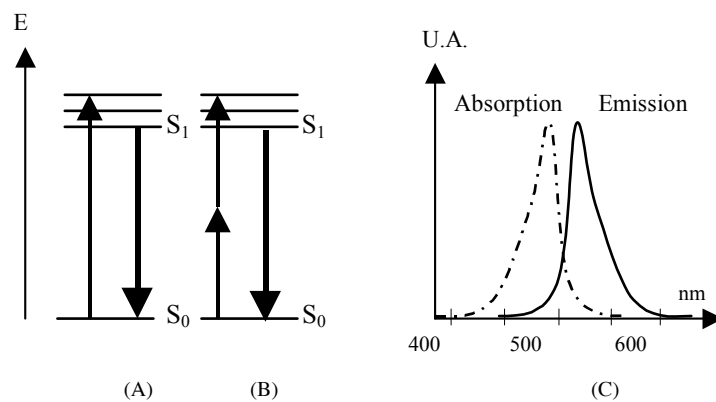 E
S1
S0
(A)
S1
S0
(B)
U.A.
Absorption
Emission
nm
400
500
600
(C)